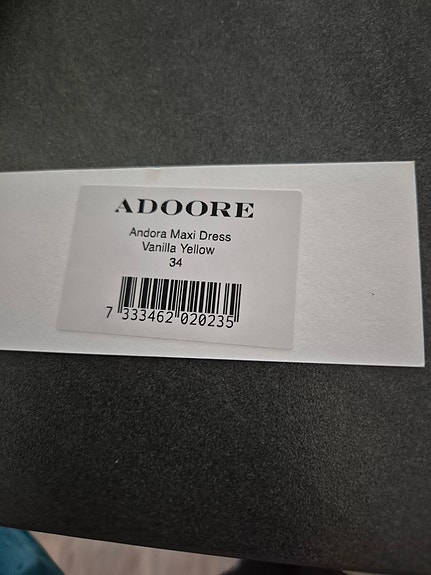 ADOORE
Andora Maxi Dress
Vanilla Yellow
34
7 333462 020235